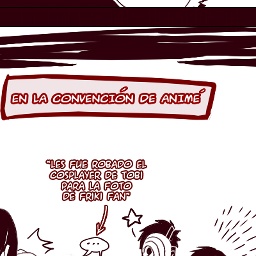 EN LA CONVENCIÓN DE ANIMÉ
"LES FUE ROBADO EL
COSPLAYER DE TOBI
PARA LA FOTO
DE FRIKI FAN"
...